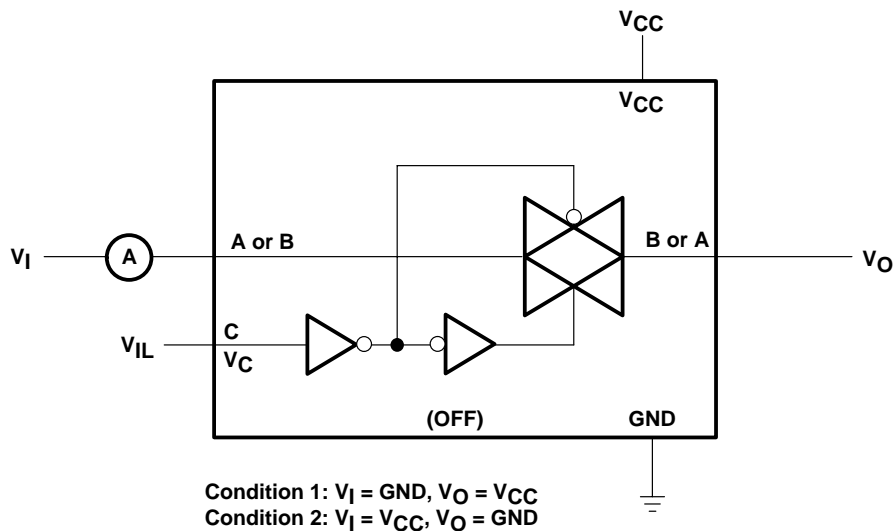 VCC
VCC
VI
A
A or B
B or A
VO
VIL
C
VC
(OFF)
GND
Condition 1: VI = GND, VO = VCC
Condition 2: VI = VCC, VO = GND